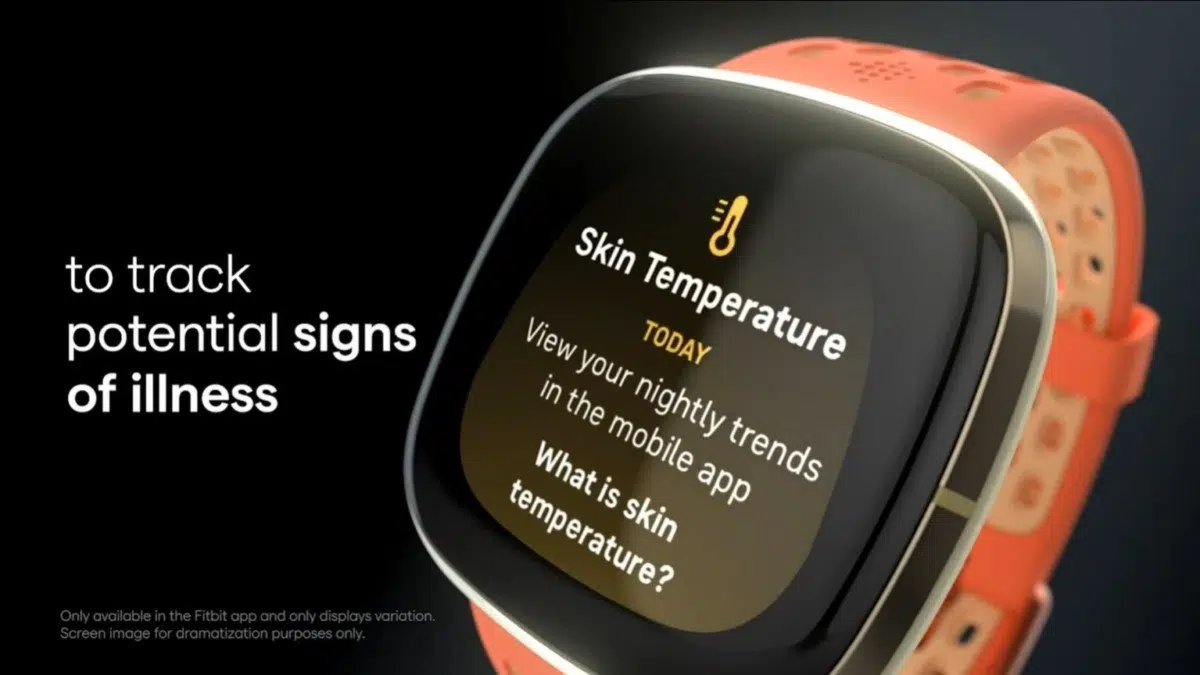 to track
potential signs
of illness
Skin Temperature
TODAY
View your nightly trends
in the mobile app
What is skin
temperature?
Only available in the Fitbit app and only displays variation.
Screen image for dramatization purposes only.